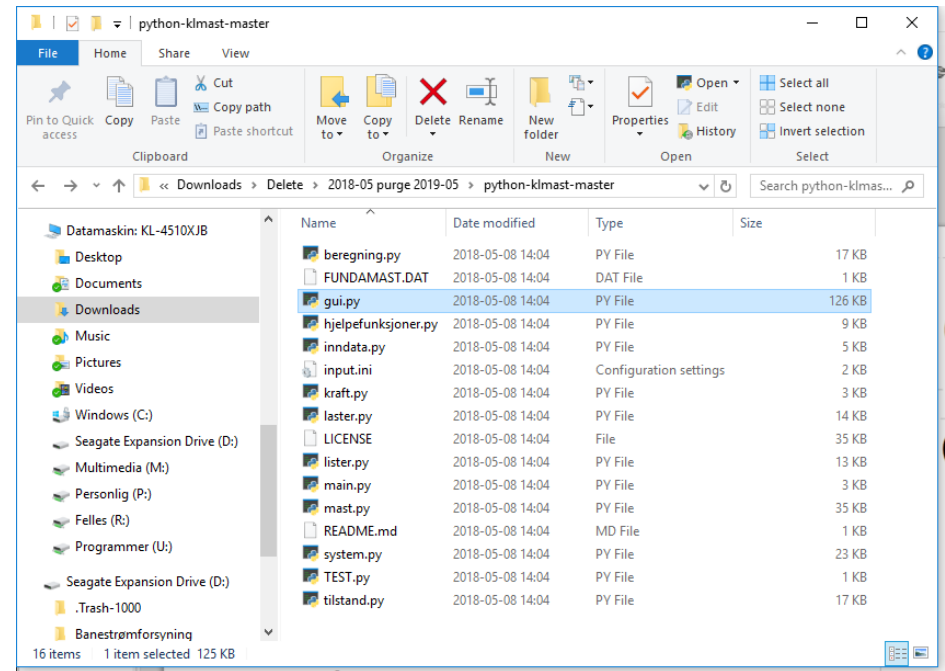 python-klmast-master
File Home Share View
Pin to Quick access
Copy
Paste
Cut
Copy path
Paste shortcut
Clipboard
Move to
Copy to
Delete
Rename
Organize
New folder
New
Properties
Open
Edit
History
Open
Select all
Select none
Invert selection
Select
« Downloads > Delete > 2018-05 purge 2019-05 > python-klmast-master
Search python-klmas...
Datamaskin: KL-4510XJB
Desktop
Documents
Downloads
Music
Pictures
Videos
Windows (C:)
Seagate Expansion Drive (D:)
Multimedia (M:)
Personlig (P:)
Felles (R:)
Programmer (U:)
Seagate Expansion Drive (D:)
.Trash-1000
Banestrømforsyning
Name Date modified Type Size
beregning.py 2018-05-08 14:04 PY File 17 KB
FUNDAMAST.DAT 2018-05-08 14:04 DAT File 1 KB
gui.py 2018-05-08 14:04 PY File 126 KB
hjelpefunksjoner.py 2018-05-08 14:04 PY File 9 KB
inndata.py 2018-05-08 14:04 PY File 5 KB
input.ini 2018-05-08 14:04 Configuration settings 2 KB
kraft.py 2018-05-08 14:04 PY File 3 KB
laster.py 2018-05-08 14:04 PY File 14 KB
LICENSE 2018-05-08 14:04 File 35 KB
lister.py 2018-05-08 14:04 PY File 13 KB
main.py 2018-05-08 14:04 PY File 3 KB
mast.py 2018-05-08 14:04 PY File 35 KB
README.md 2018-05-08 14:04 MD File 1 KB
system.py 2018-05-08 14:04 PY File 23 KB
TEST.py 2018-05-08 14:04 PY File 1 KB
tilstand.py 2018-05-08 14:04 PY File 17 KB
16 items 1 item selected 125 KB